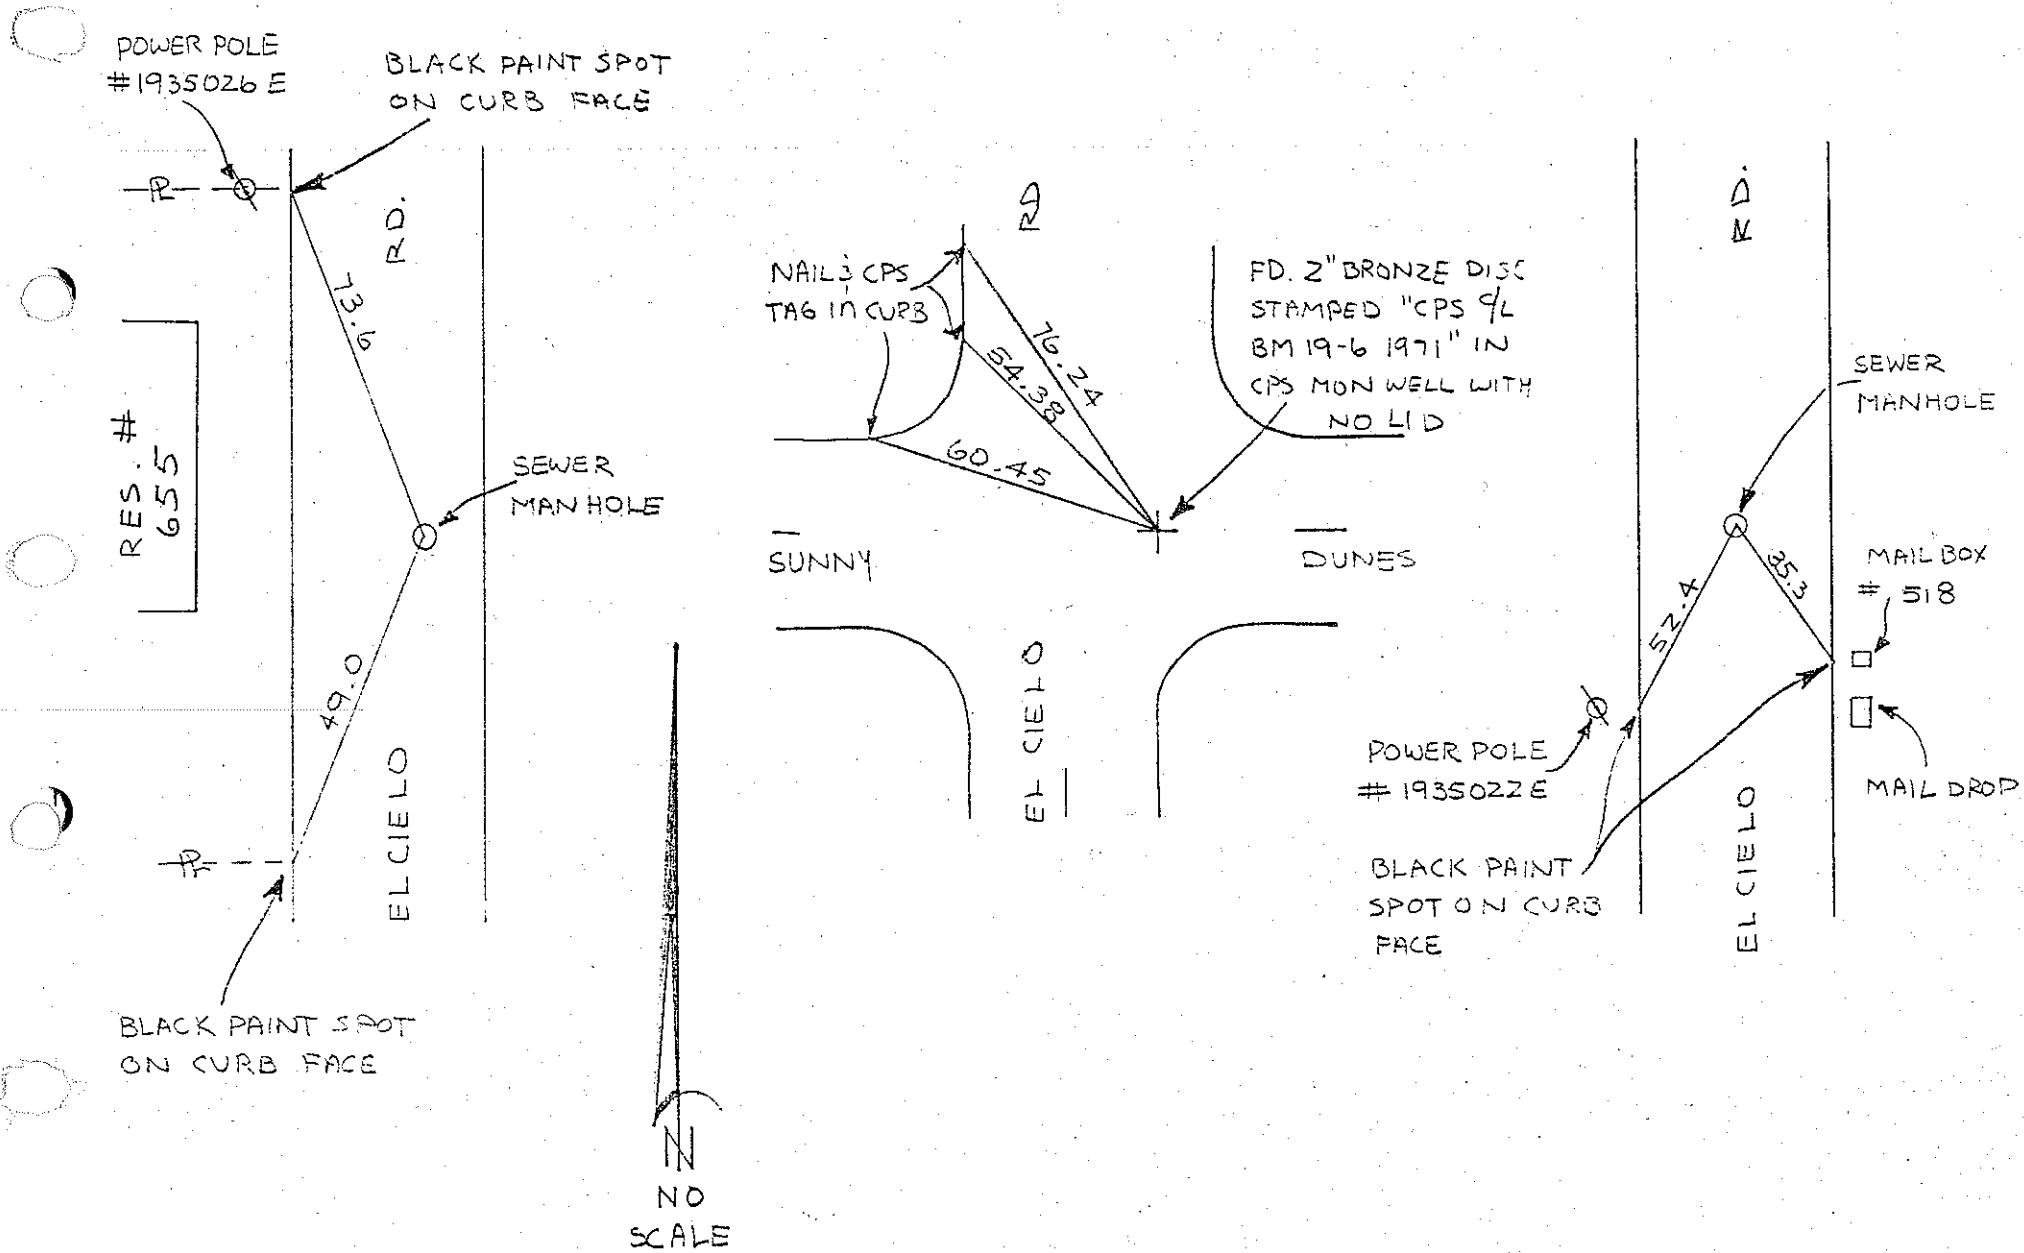 POWER POLE
#1935026E
BLACK PAINT SPOT
ON CURB FACE
PL
RD.
73.6
RES. #
6655
SEWER
MANHOLE
49.0
EL CIELO
PL
BLACK PAINT SPOT
ON CURB FACE
RD
NAIL & CPS
TAG IN CURB
76.24
54.38
60.45
FD. 2" BRONZE DISC
STAMPED "CPS C/L
BM 19-6 1971" IN
CPS MON WELL WITH
NO LID
SUNNY
DUNES
EL CIELO
N
NO
SCALE
RD.
SEWER
MANHOLE
52.4
35.3
MAIL BOX
# 518
POWER POLE
# 1935022E
MAIL DROP
BLACK PAINT
SPOT ON CURB
FACE
EL CIELO